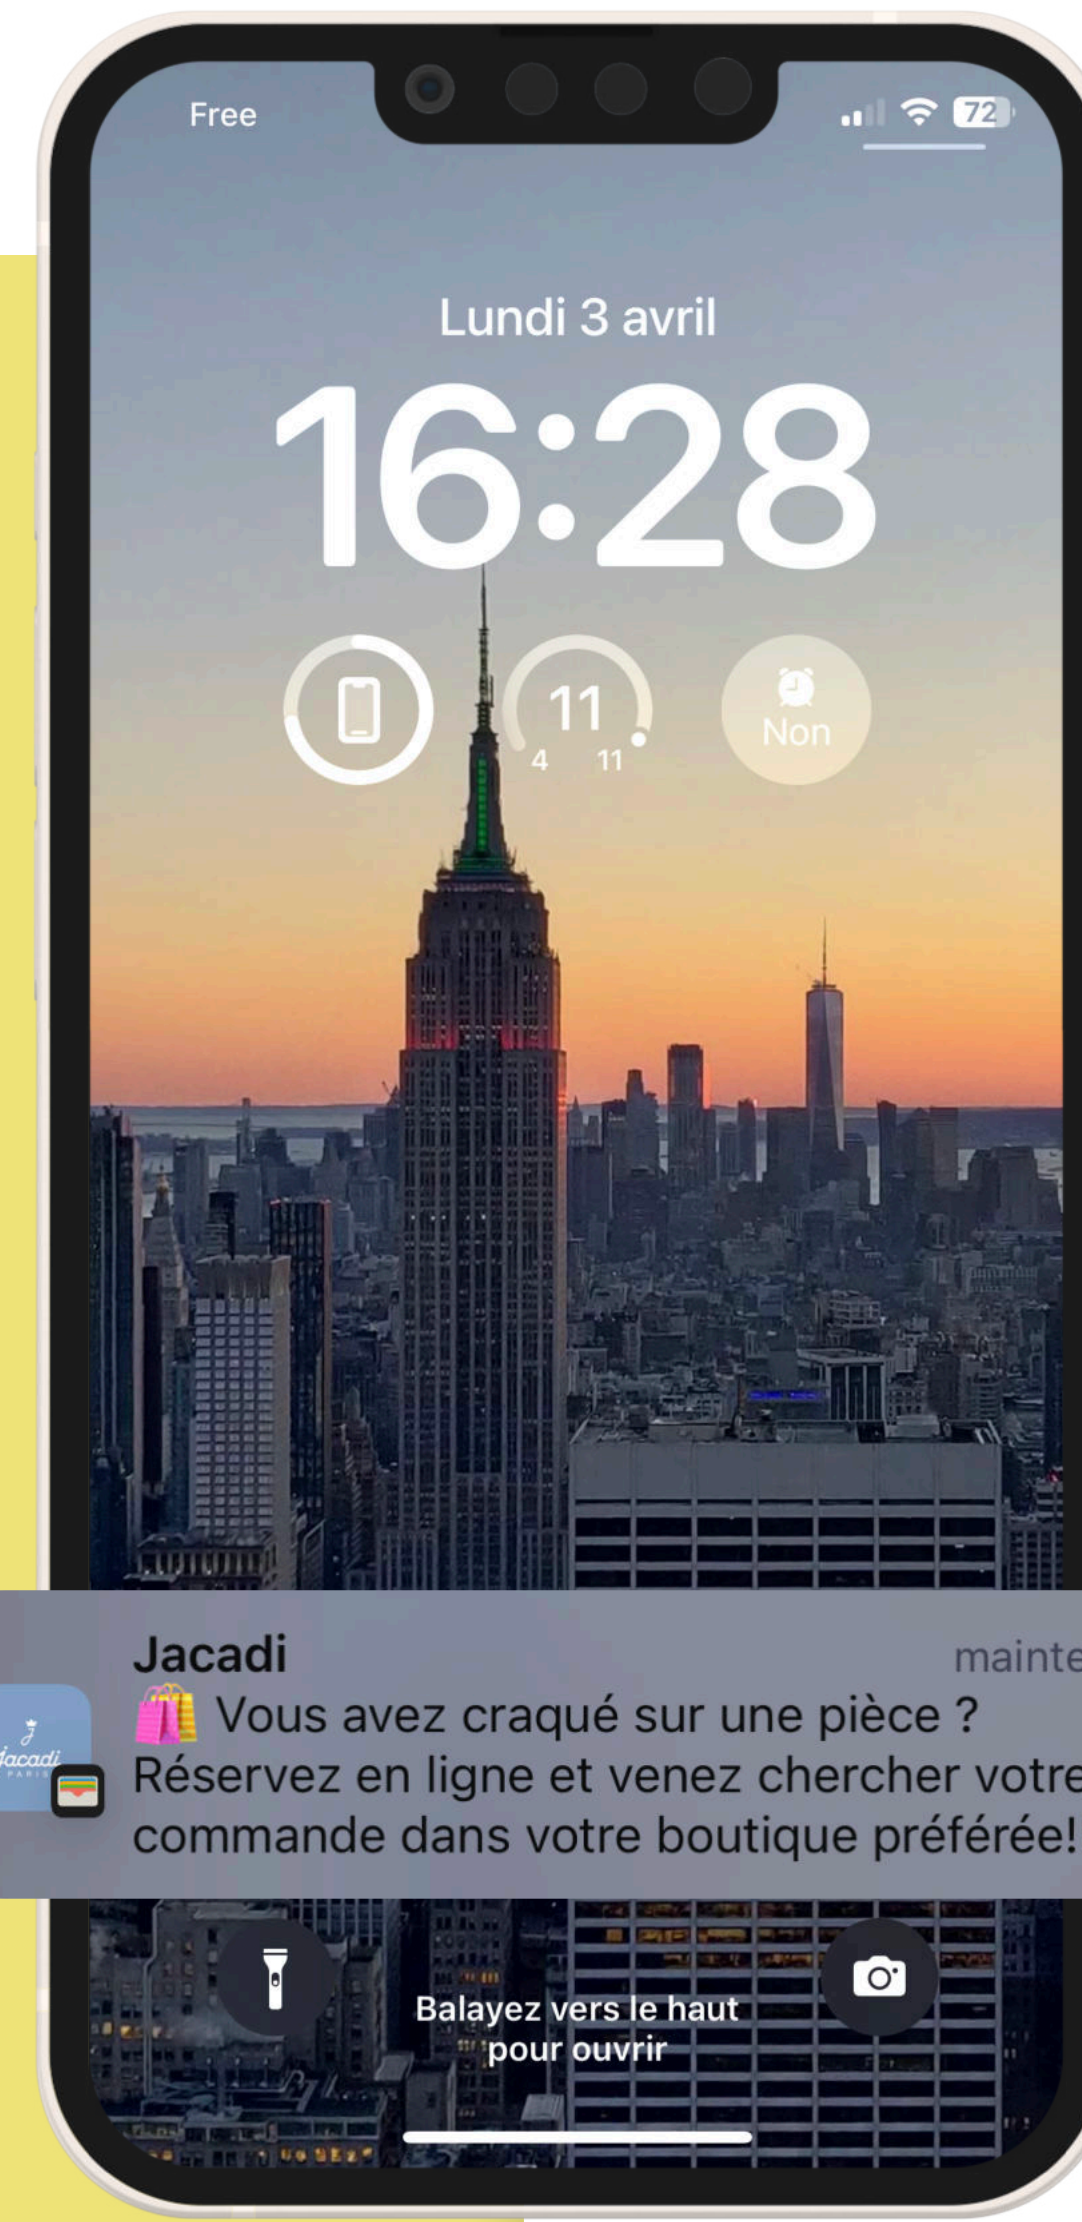 Free
72
Lundi 3 avril
16:28
11
4 11
Non
Jacadi mainte
🛍️ Vous avez craqué sur une pièce ?
Réservez en ligne et venez chercher votre
commande dans votre boutique préférée!
Jacadi
PARIS
Balayez vers le haut
pour ouvrir